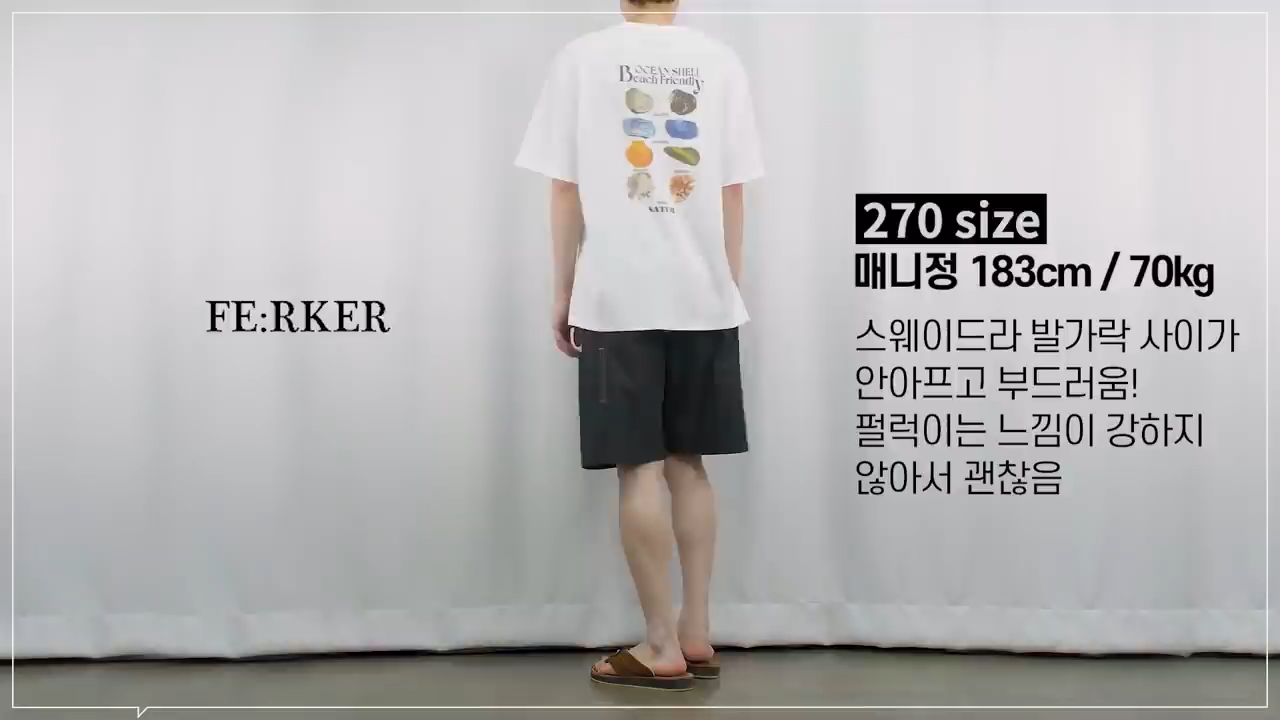 OCEAN SHELL
Beach Friendly
FE:RKER
270 size
매니정 183cm / 70kg
스웨이드라 발가락 사이가
안아프고 부드러움!
펄럭이는 느낌이 강하지
않아서 괜찮음